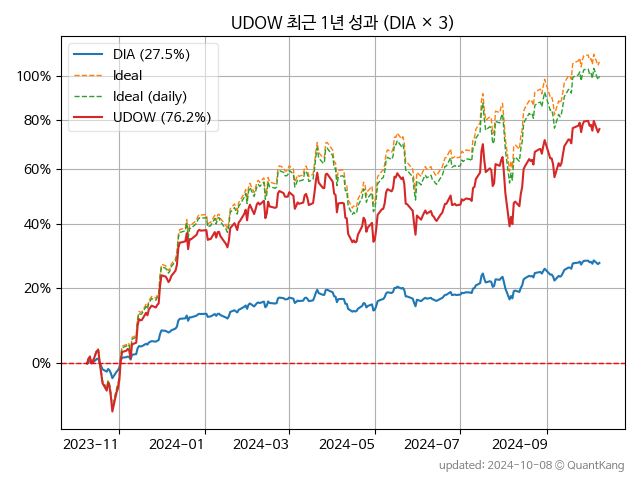 UDOW 최근 1년 성과 (DIA × 3)
DIA (27.5%)
Ideal
Ideal (daily)
UDOW (76.2%)
100%
80%
60%
40%
20%
0%
2023-11
2024-01
2024-03
2024-05
2024-07
2024-09
updated: 2024-10-08 © QuantKang